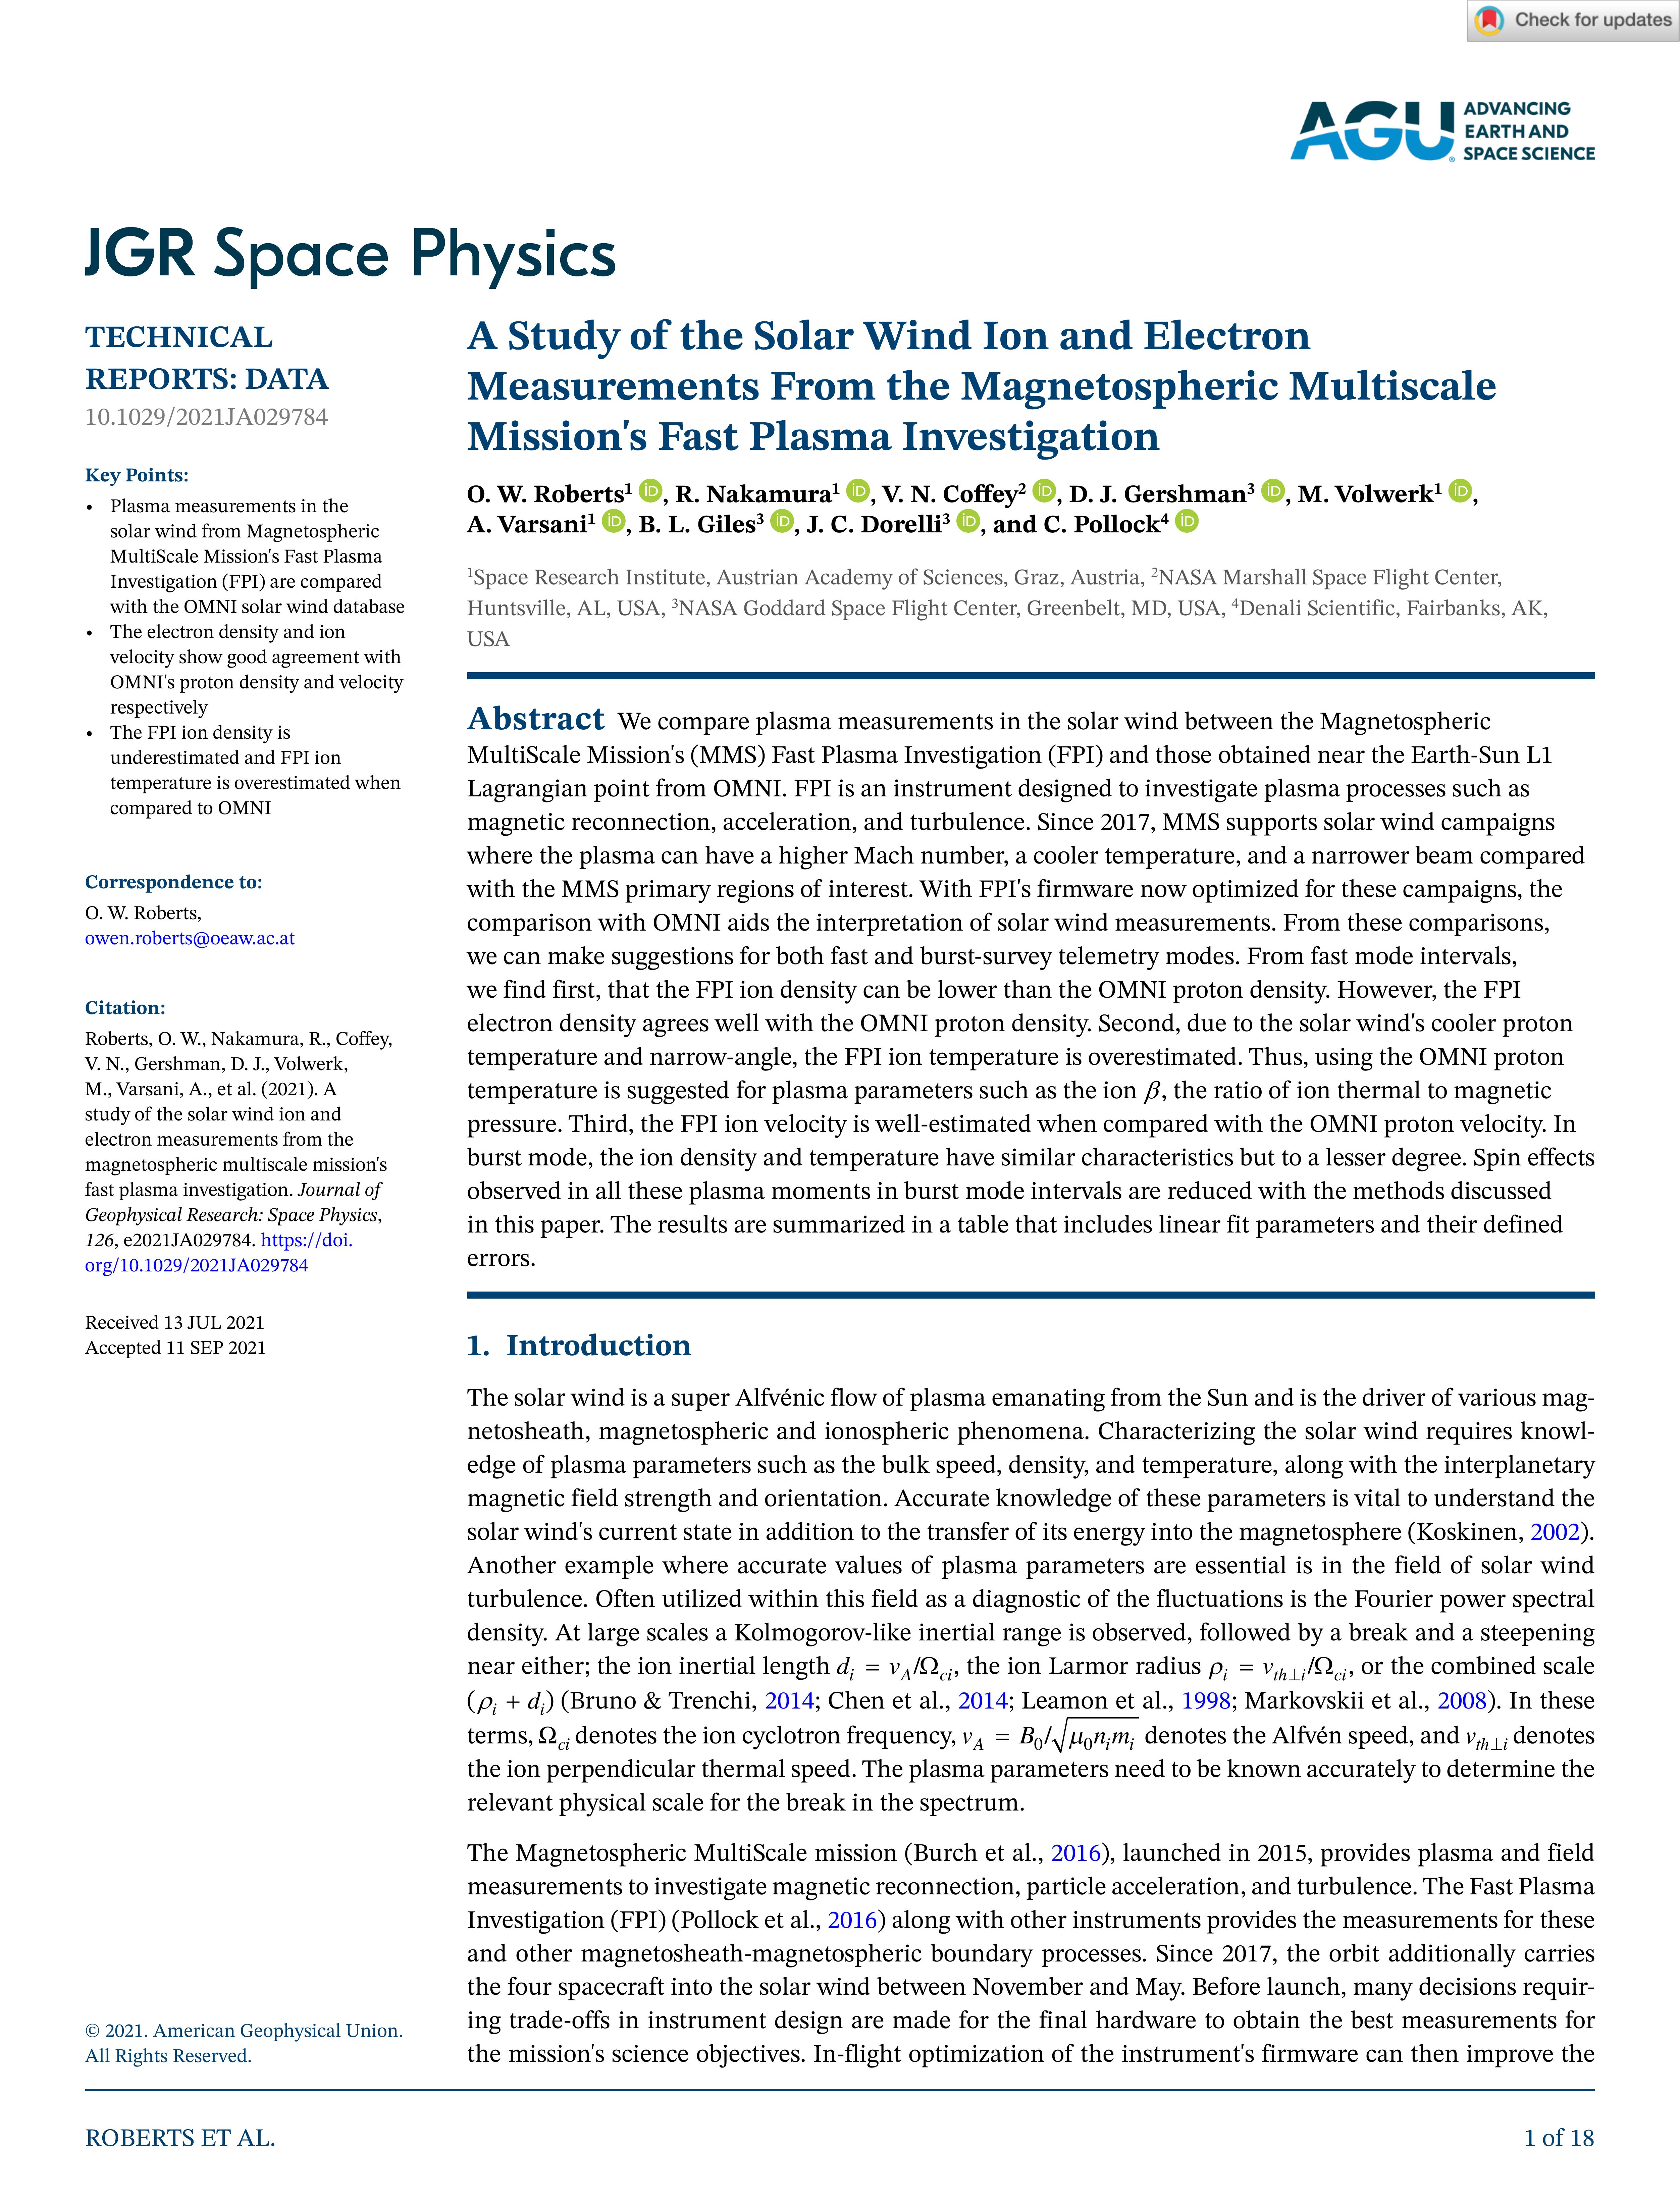 Check for updates
AGU ADVANCING
EARTH AND
SPACE SCIENCE
JGR Space Physics
TECHNICAL
REPORTS: DATA
10.1029/2021JA029784
Key Points:
• Plasma measurements in the
solar wind from Magnetospheric
MultiScale Mission's Fast Plasma
Investigation (FPI) are compared
with the OMNI solar wind database
• The electron density and ion
velocity show good agreement with
OMNI's proton density and velocity
respectively
• The FPI ion density is
underestimated and FPI ion
temperature is overestimated when
compared to OMNI
Correspondence to:
O. W. Roberts,
owen.roberts@oeaw.ac.at
Citation:
Roberts, O. W., Nakamura, R., Coffey,
V. N., Gershman, D. J., Volwerk,
M., Varsani, A., et al. (2021). A
study of the solar wind ion and
electron measurements from the
magnetospheric multiscale mission's
fast plasma investigation. Journal of
Geophysical Research: Space Physics,
126, e2021JA029784. https://doi.
org/10.1029/2021JA029784
Received 13 JUL 2021
Accepted 11 SEP 2021
A Study of the Solar Wind Ion and Electron
Measurements From the Magnetospheric Multiscale
Mission's Fast Plasma Investigation
O. W. Roberts¹ iD, R. Nakamura¹ iD, V. N. Coffey² iD, D. J. Gershman³ iD, M. Volwerk¹ iD,
A. Varsani¹ iD, B. L. Giles³ iD, J. C. Dorelli³ iD, and C. Pollock⁴ iD
¹Space Research Institute, Austrian Academy of Sciences, Graz, Austria, ²NASA Marshall Space Flight Center,
Huntsville, AL, USA, ³NASA Goddard Space Flight Center, Greenbelt, MD, USA, ⁴Denali Scientific, Fairbanks, AK,
USA
Abstract We compare plasma measurements in the solar wind between the Magnetospheric
MultiScale Mission's (MMS) Fast Plasma Investigation (FPI) and those obtained near the Earth-Sun L1
Lagrangian point from OMNI. FPI is an instrument designed to investigate plasma processes such as
magnetic reconnection, acceleration, and turbulence. Since 2017, MMS supports solar wind campaigns
where the plasma can have a higher Mach number, a cooler temperature, and a narrower beam compared
with the MMS primary regions of interest. With FPI's firmware now optimized for these campaigns, the
comparison with OMNI aids the interpretation of solar wind measurements. From these comparisons,
we can make suggestions for both fast and burst-survey telemetry modes. From fast mode intervals,
we find first, that the FPI ion density can be lower than the OMNI proton density. However, the FPI
electron density agrees well with the OMNI proton density. Second, due to the solar wind's cooler proton
temperature and narrow-angle, the FPI ion temperature is overestimated. Thus, using the OMNI proton
temperature is suggested for plasma parameters such as the ion β, the ratio of ion thermal to magnetic
pressure. Third, the FPI ion velocity is well-estimated when compared with the OMNI proton velocity. In
burst mode, the ion density and temperature have similar characteristics but to a lesser degree. Spin effects
observed in all these plasma moments in burst mode intervals are reduced with the methods discussed
in this paper. The results are summarized in a table that includes linear fit parameters and their defined
errors.
1. Introduction
The solar wind is a super Alfvénic flow of plasma emanating from the Sun and is the driver of various mag-
netosheath, magnetospheric and ionospheric phenomena. Characterizing the solar wind requires knowl-
edge of plasma parameters such as the bulk speed, density, and temperature, along with the interplanetary
magnetic field strength and orientation. Accurate knowledge of these parameters is vital to understand the
solar wind's current state in addition to the transfer of its energy into the magnetosphere (Koskinen, 2002).
Another example where accurate values of plasma parameters are essential is in the field of solar wind
turbulence. Often utilized within this field as a diagnostic of the fluctuations is the Fourier power spectral
density. At large scales a Kolmogorov-like inertial range is observed, followed by a break and a steepening
near either; the ion inertial length dᵢ = v_A/Ω_ci, the ion Larmor radius ρᵢ = v_th⊥i/Ω_ci, or the combined scale
(ρᵢ + dᵢ) (Bruno & Trenchi, 2014; Chen et al., 2014; Leamon et al., 1998; Markovskii et al., 2008). In these
terms, Ω_ci denotes the ion cyclotron frequency, v_A = B₀/√μ₀nᵢmᵢ denotes the Alfvén speed, and v_th⊥i denotes
the ion perpendicular thermal speed. The plasma parameters need to be known accurately to determine the
relevant physical scale for the break in the spectrum.
The Magnetospheric MultiScale mission (Burch et al., 2016), launched in 2015, provides plasma and field
measurements to investigate magnetic reconnection, particle acceleration, and turbulence. The Fast Plasma
Investigation (FPI) (Pollock et al., 2016) along with other instruments provides the measurements for these
and other magnetosheath-magnetospheric boundary processes. Since 2017, the orbit additionally carries
the four spacecraft into the solar wind between November and May. Before launch, many decisions requir-
ing trade-offs in instrument design are made for the final hardware to obtain the best measurements for
the mission's science objectives. In-flight optimization of the instrument's firmware can then improve the
© 2021. American Geophysical Union.
All Rights Reserved.
ROBERTS ET AL.
1 of 18